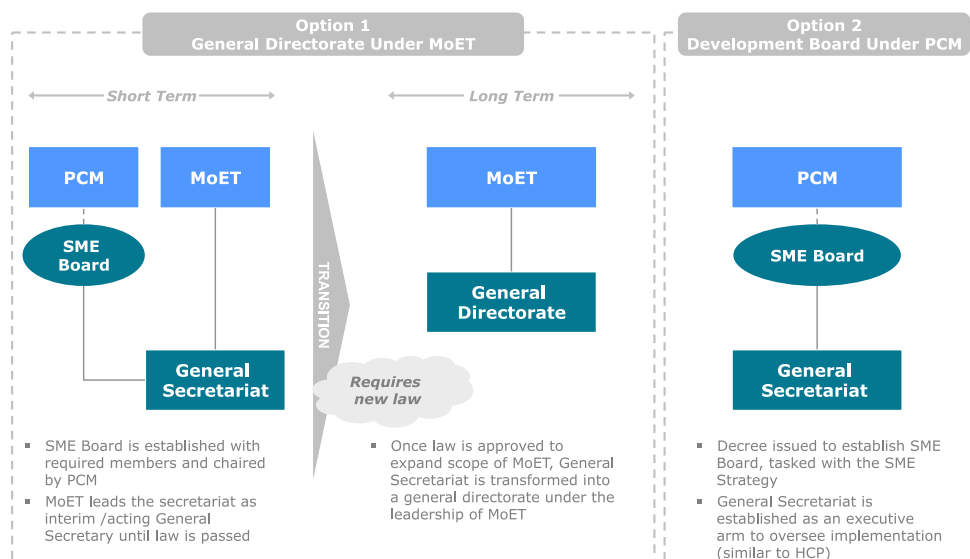 Option 1
General Directorate Under MoET
Short Term
Long Term
PCM
MoET
SME
Board
General
Secretariat
▪ SME Board is established with
required members and chaired
by PCM
▪ MoET leads the secretariat as
interim /acting General
Secretary until law is passed
TRANSITION
Requires
new law
MoET
General
Directorate
▪ Once law is approved to
expand scope of MoET, General
Secretariat is transformed into
a general directorate under the
leadership of MoET
Option 2
Development Board Under PCM
PCM
SME Board
General
Secretariat
▪ Decree issued to establish SME
Board, tasked with the SME
Strategy
▪ General Secretariat is
established as an executive
arm to oversee implementation
(similar to HCP)